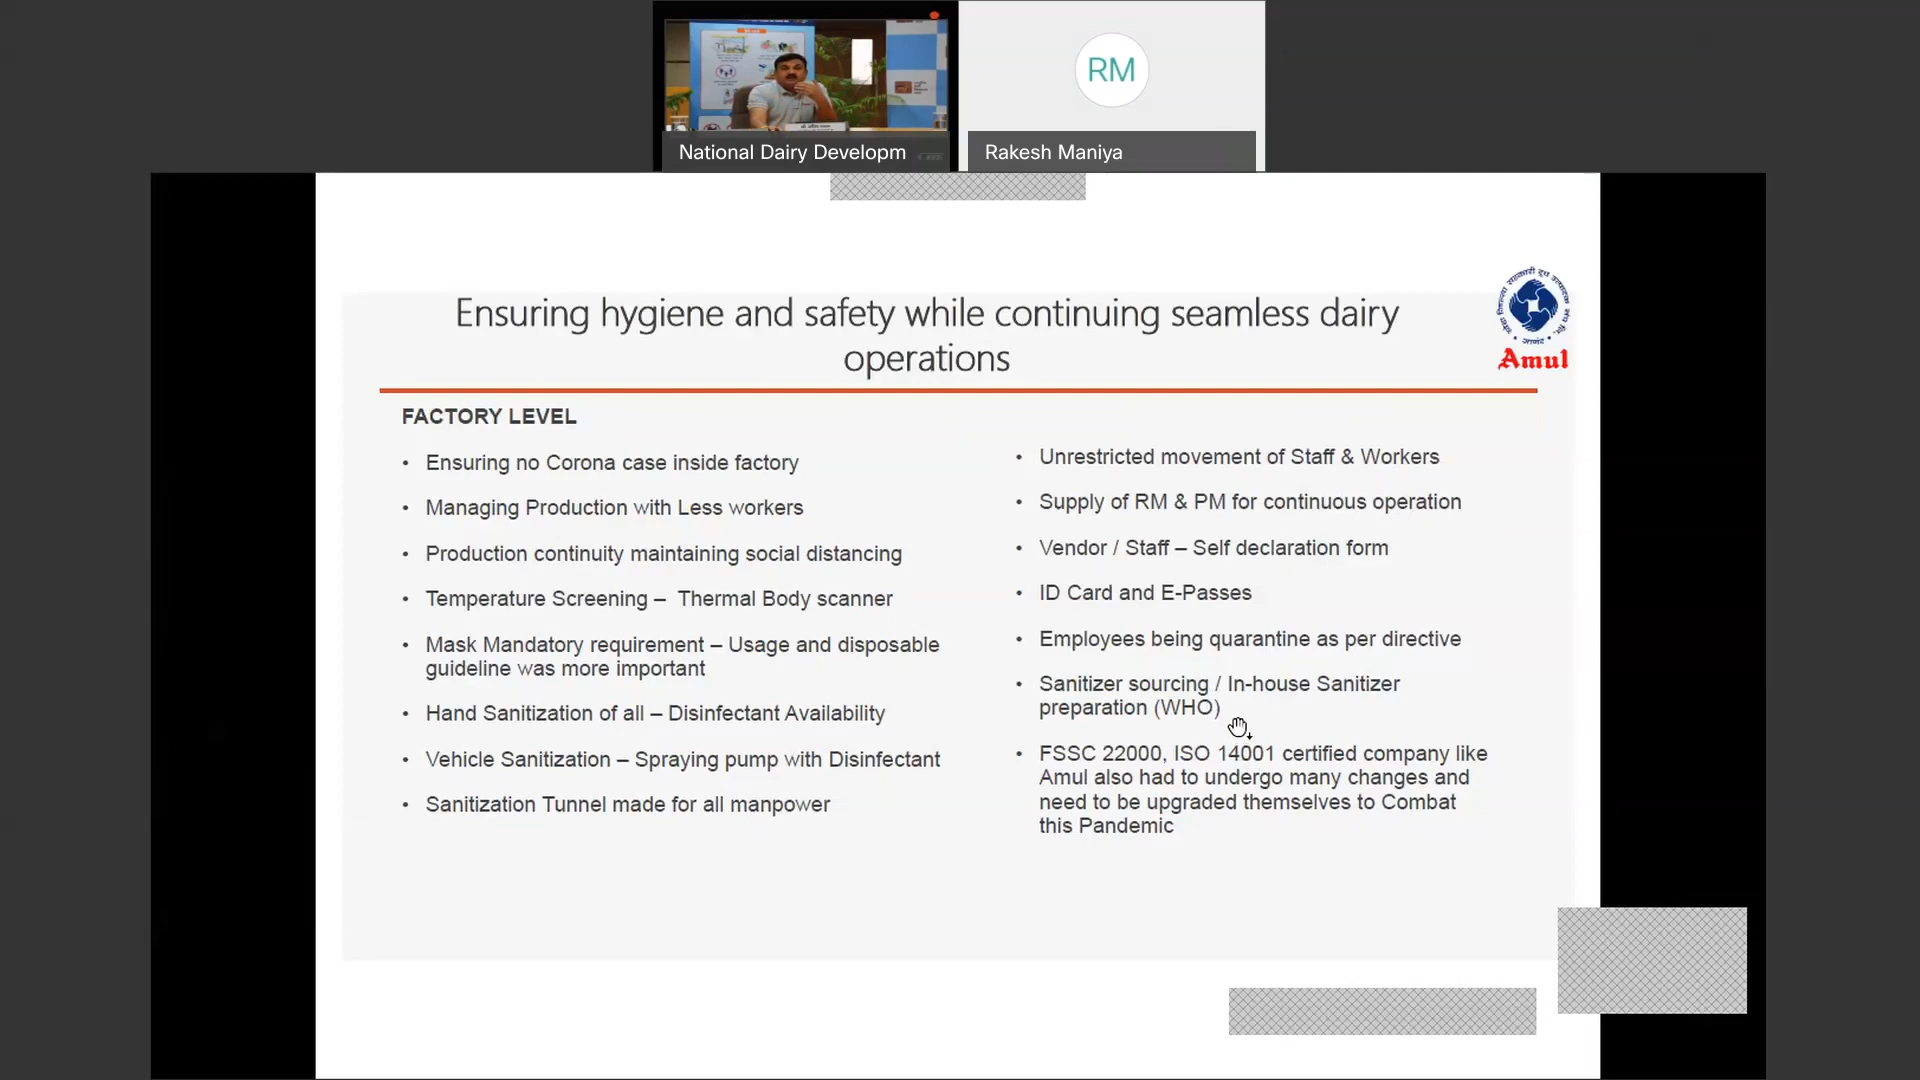 National Dairy Developm
RM
Rakesh Maniya
Ensuring hygiene and safety while continuing seamless dairy
operations
Amul
FACTORY LEVEL
• Ensuring no Corona case inside factory
• Managing Production with Less workers
• Production continuity maintaining social distancing
• Temperature Screening – Thermal Body scanner
• Mask Mandatory requirement – Usage and disposable
guideline was more important
• Hand Sanitization of all – Disinfectant Availability
• Vehicle Sanitization – Spraying pump with Disinfectant
• Sanitization Tunnel made for all manpower
• Unrestricted movement of Staff & Workers
• Supply of RM & PM for continuous operation
• Vendor / Staff – Self declaration form
• ID Card and E-Passes
• Employees being quarantine as per directive
• Sanitizer sourcing / In-house Sanitizer
preparation (WHO)
• FSSC 22000, ISO 14001 certified company like
Amul also had to undergo many changes and
need to be upgraded themselves to Combat
this Pandemic